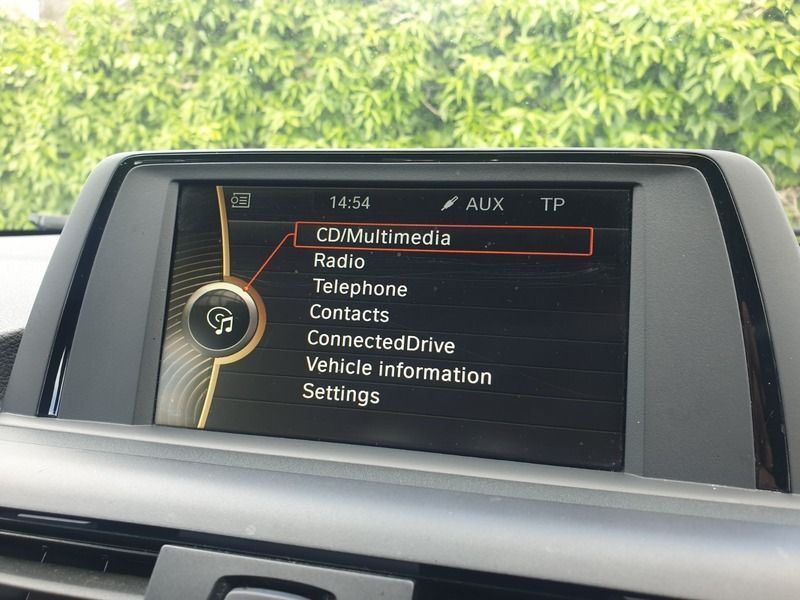 14:54 AUX TP
CD/Multimedia
Radio
Telephone
Contacts
ConnectedDrive
Vehicle information
Settings